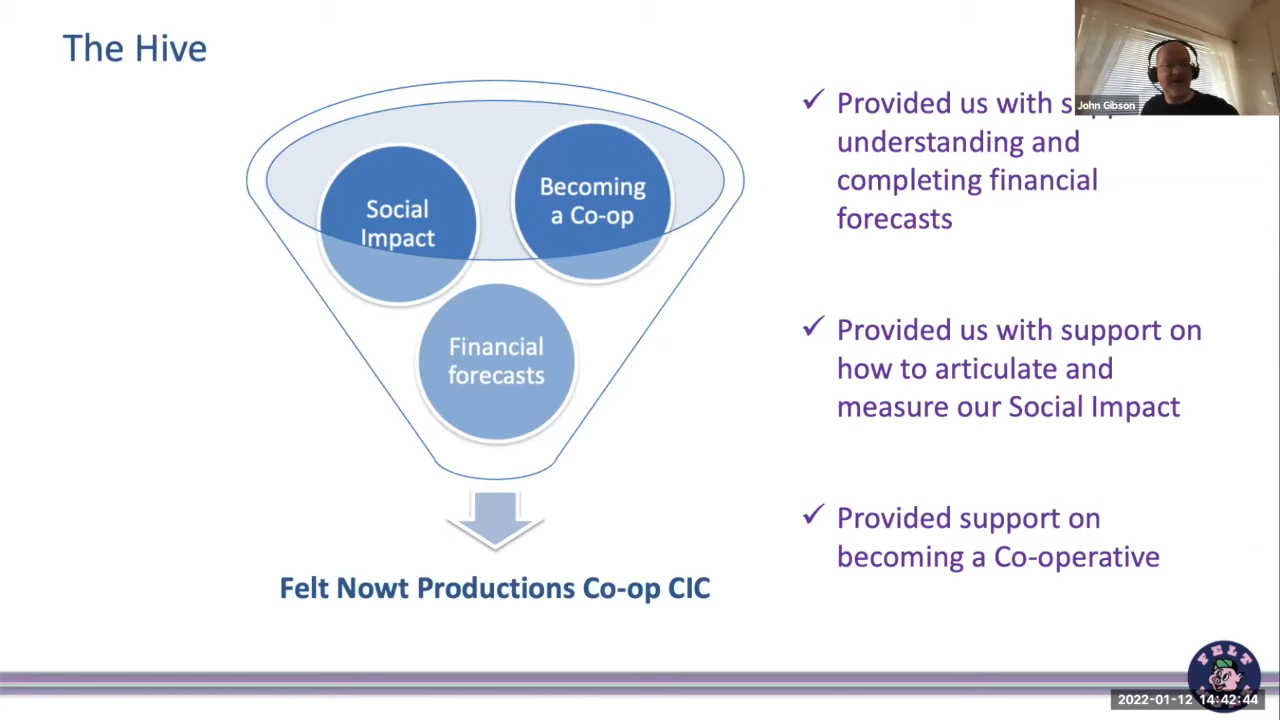 The Hive
Social
Impact
Becoming
a Co-op
Financial
forecasts
Felt Nowt Productions Co-op CIC
✓ Provided us with
understanding and
completing financial
forecasts
✓ Provided us with support on
how to articulate and
measure our Social Impact
✓ Provided support on
becoming a Co-operative
John Gibson
FELT
2022-01-12 14:42:44